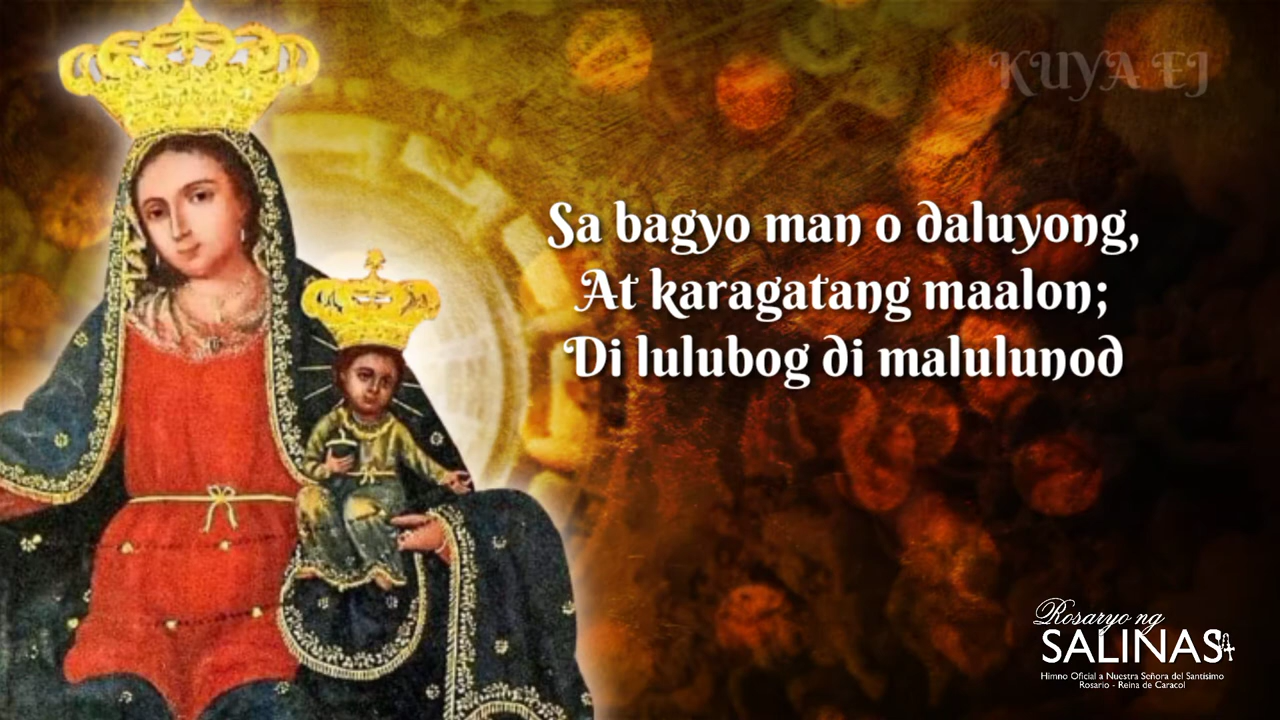 KUYA EJ
Sa bagyo man o daluyong,
At karagatang maalon;
Di lulubog di malulunod
Rosaryo ng
SALINAS
Himno Oficial a Nuestra Señora del Santísimo
Rosario - Reina de Caracol